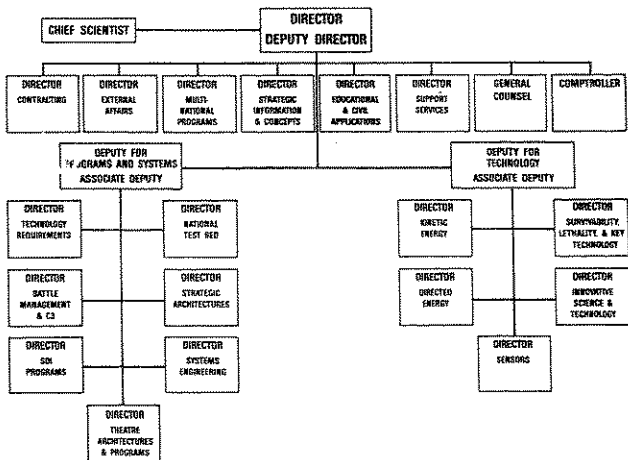 DIRECTOR
DEPUTY DIRECTOR
CHIEF SCIENTIST
DIRECTOR
CONTRACTING
DIRECTOR
EXTERNAL
AFFAIRS
DIRECTOR
MULTI-
NATIONAL
PROGRAMS
DIRECTOR
STRATEGIC
INFORMATION
& CONCEPTS
DIRECTOR
EDUCATIONAL
& CIVIL
APPLICATIONS
DIRECTOR
SUPPORT
SERVICES
GENERAL
COUNSEL
COMPTROLLER
DEPUTY FOR
PROGRAMS AND SYSTEMS
ASSOCIATE DEPUTY
DEPUTY FOR
TECHNOLOGY
ASSOCIATE DEPUTY
DIRECTOR
TECHNOLOGY
REQUIREMENTS
DIRECTOR
NATIONAL
TEST BED
DIRECTOR
KINETIC
ENERGY
DIRECTOR
SURVIVABILITY,
LETHALITY, & KEY
TECHNOLOGY
DIRECTOR
BATTLE
MANAGEMENT
& C3
DIRECTOR
STRATEGIC
ARCHITECTURES
DIRECTOR
DIRECTED
ENERGY
DIRECTOR
INNOVATIVE
SCIENCE &
TECHNOLOGY
DIRECTOR
SDI
PROGRAMS
DIRECTOR
SYSTEMS
ENGINEERING
DIRECTOR
SENSORS
DIRECTOR
THEATRE
ARCHITECTURES
& PROGRAMS